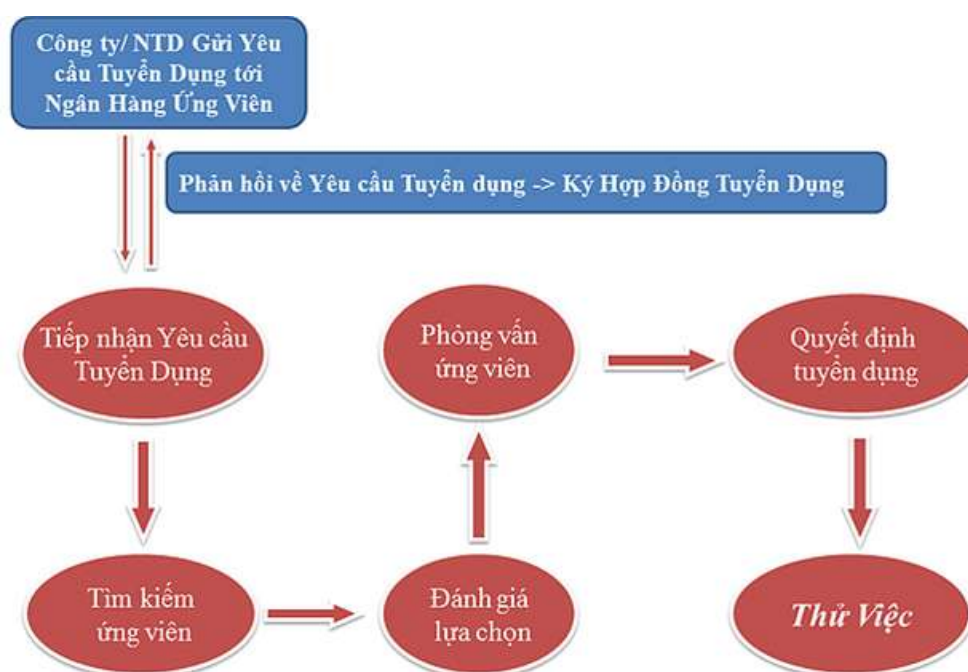 Công ty/ NTD Gửi Yêu
cầu Tuyển Dụng tới
Ngân Hàng Ứng Viên
Phản hồi về Yêu cầu Tuyển dụng -> Ký Hợp Đồng Tuyển Dụng
Tiếp nhận Yêu cầu
Tuyển Dụng
Phỏng vấn
ứng viên
Quyết định
tuyển dụng
Tìm kiếm
ứng viên
Đánh giá
lựa chọn
Thử Việc